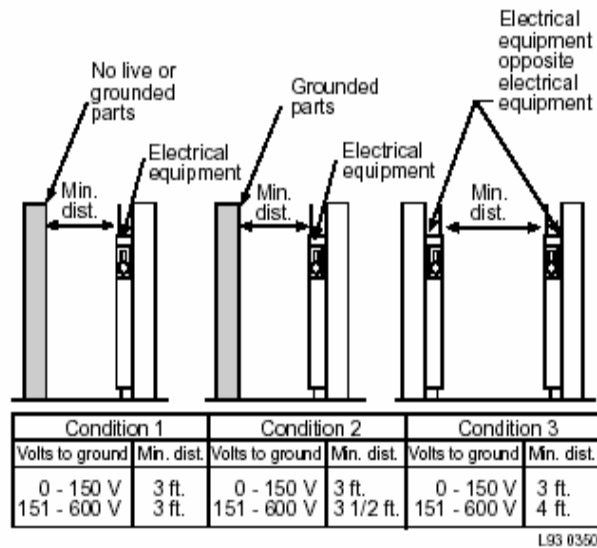 No live or
grounded
parts
Electrical
equipment
Min.
dist.
Grounded
parts
Electrical
equipment
Min.
dist.
Electrical
equipment
opposite
electrical
equipment
Min.
dist.
Condition 1 Condition 2 Condition 3
Volts to ground Min. dist. Volts to ground Min. dist. Volts to ground Min. dist.
0 - 150 V 3 ft. 0 - 150 V 3 ft. 0 - 150 V 3 ft.
151 - 600 V 3 ft. 151 - 600 V 3 1/2 ft. 151 - 600 V 4 ft.
L93 0350